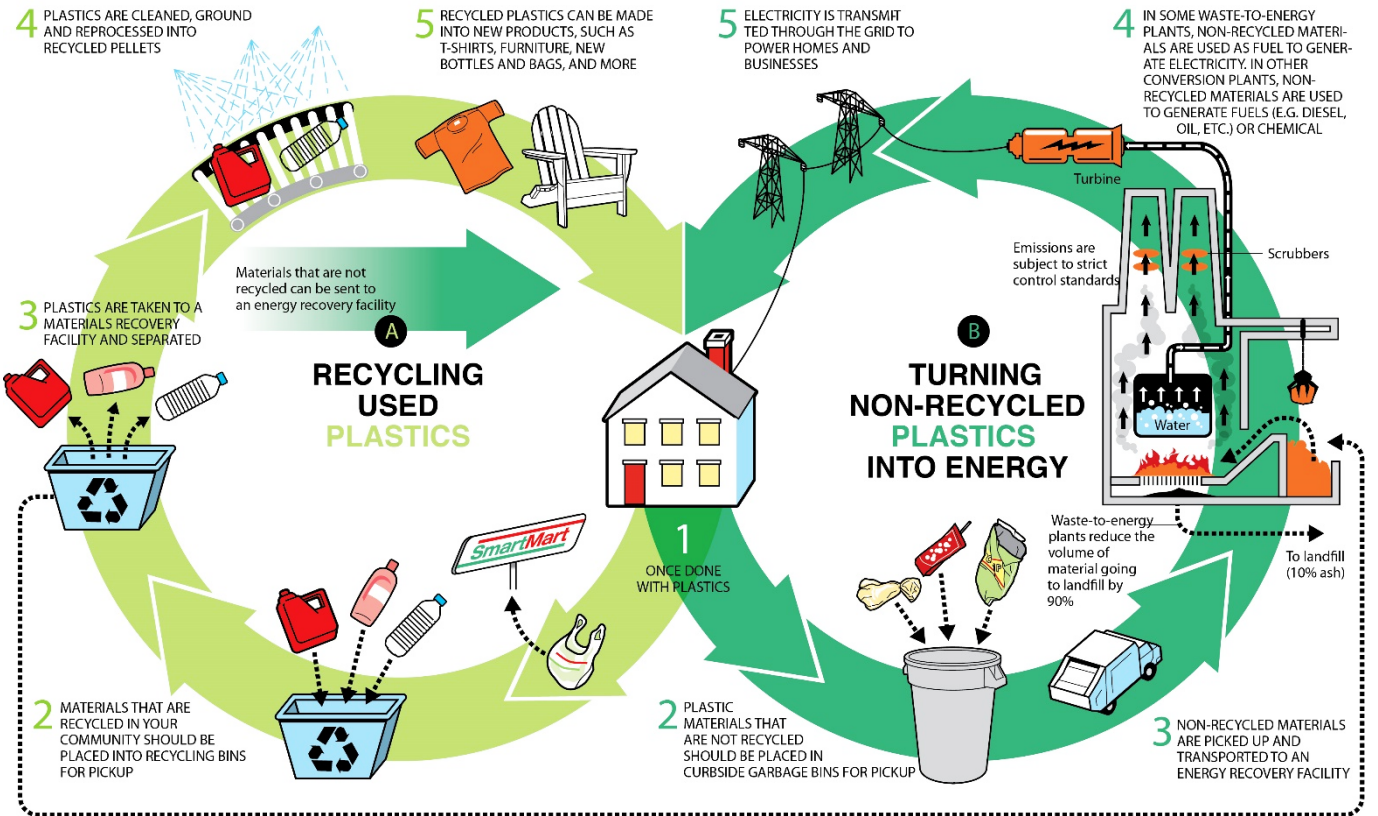 4 PLASTICS ARE CLEANED, GROUND
AND REPROCESSED INTO
RECYCLED PELLETS
5 RECYCLED PLASTICS CAN BE MADE
INTO NEW PRODUCTS, SUCH AS
T-SHIRTS, FURNITURE, NEW
BOTTLES AND BAGS, AND MORE
5 ELECTRICITY IS TRANSMIT
TED THROUGH THE GRID TO
POWER HOMES AND
BUSINESSES
4 IN SOME WASTE-TO-ENERGY
PLANTS, NON-RECYCLED MATERI-
ALS ARE USED AS FUEL TO GENER-
ATE ELECTRICITY. IN OTHER
CONVERSION PLANTS, NON-
RECYCLED MATERIALS ARE USED
TO GENERATE FUELS (E.G. DIESEL,
OIL, ETC.) OR CHEMICAL
Turbine
Emissions are
subject to strict
control standards
Scrubbers
Materials that are not
recycled can be sent to
an energy recovery facility
3 PLASTICS ARE TAKEN TO A
MATERIALS RECOVERY
FACILITY AND SEPARATED
A
RECYCLING
USED
PLASTICS
B
TURNING
NON-RECYCLED
PLASTICS
INTO ENERGY
Water
SmartMart
1
ONCE DONE
WITH PLASTICS
Waste-to-energy
plants reduce the
volume of
material going
to landfill by
90%
To landfill
(10% ash)
2 MATERIALS THAT ARE
RECYCLED IN YOUR
COMMUNITY SHOULD BE
PLACED INTO RECYCLING BINS
FOR PICKUP
2 PLASTIC
MATERIALS THAT
ARE NOT RECYCLED
SHOULD BE PLACED IN
CURBSIDE GARBAGE BINS FOR PICKUP
3 NON-RECYCLED MATERIALS
ARE PICKED UP AND
TRANSPORTED TO AN
ENERGY RECOVERY FACILITY